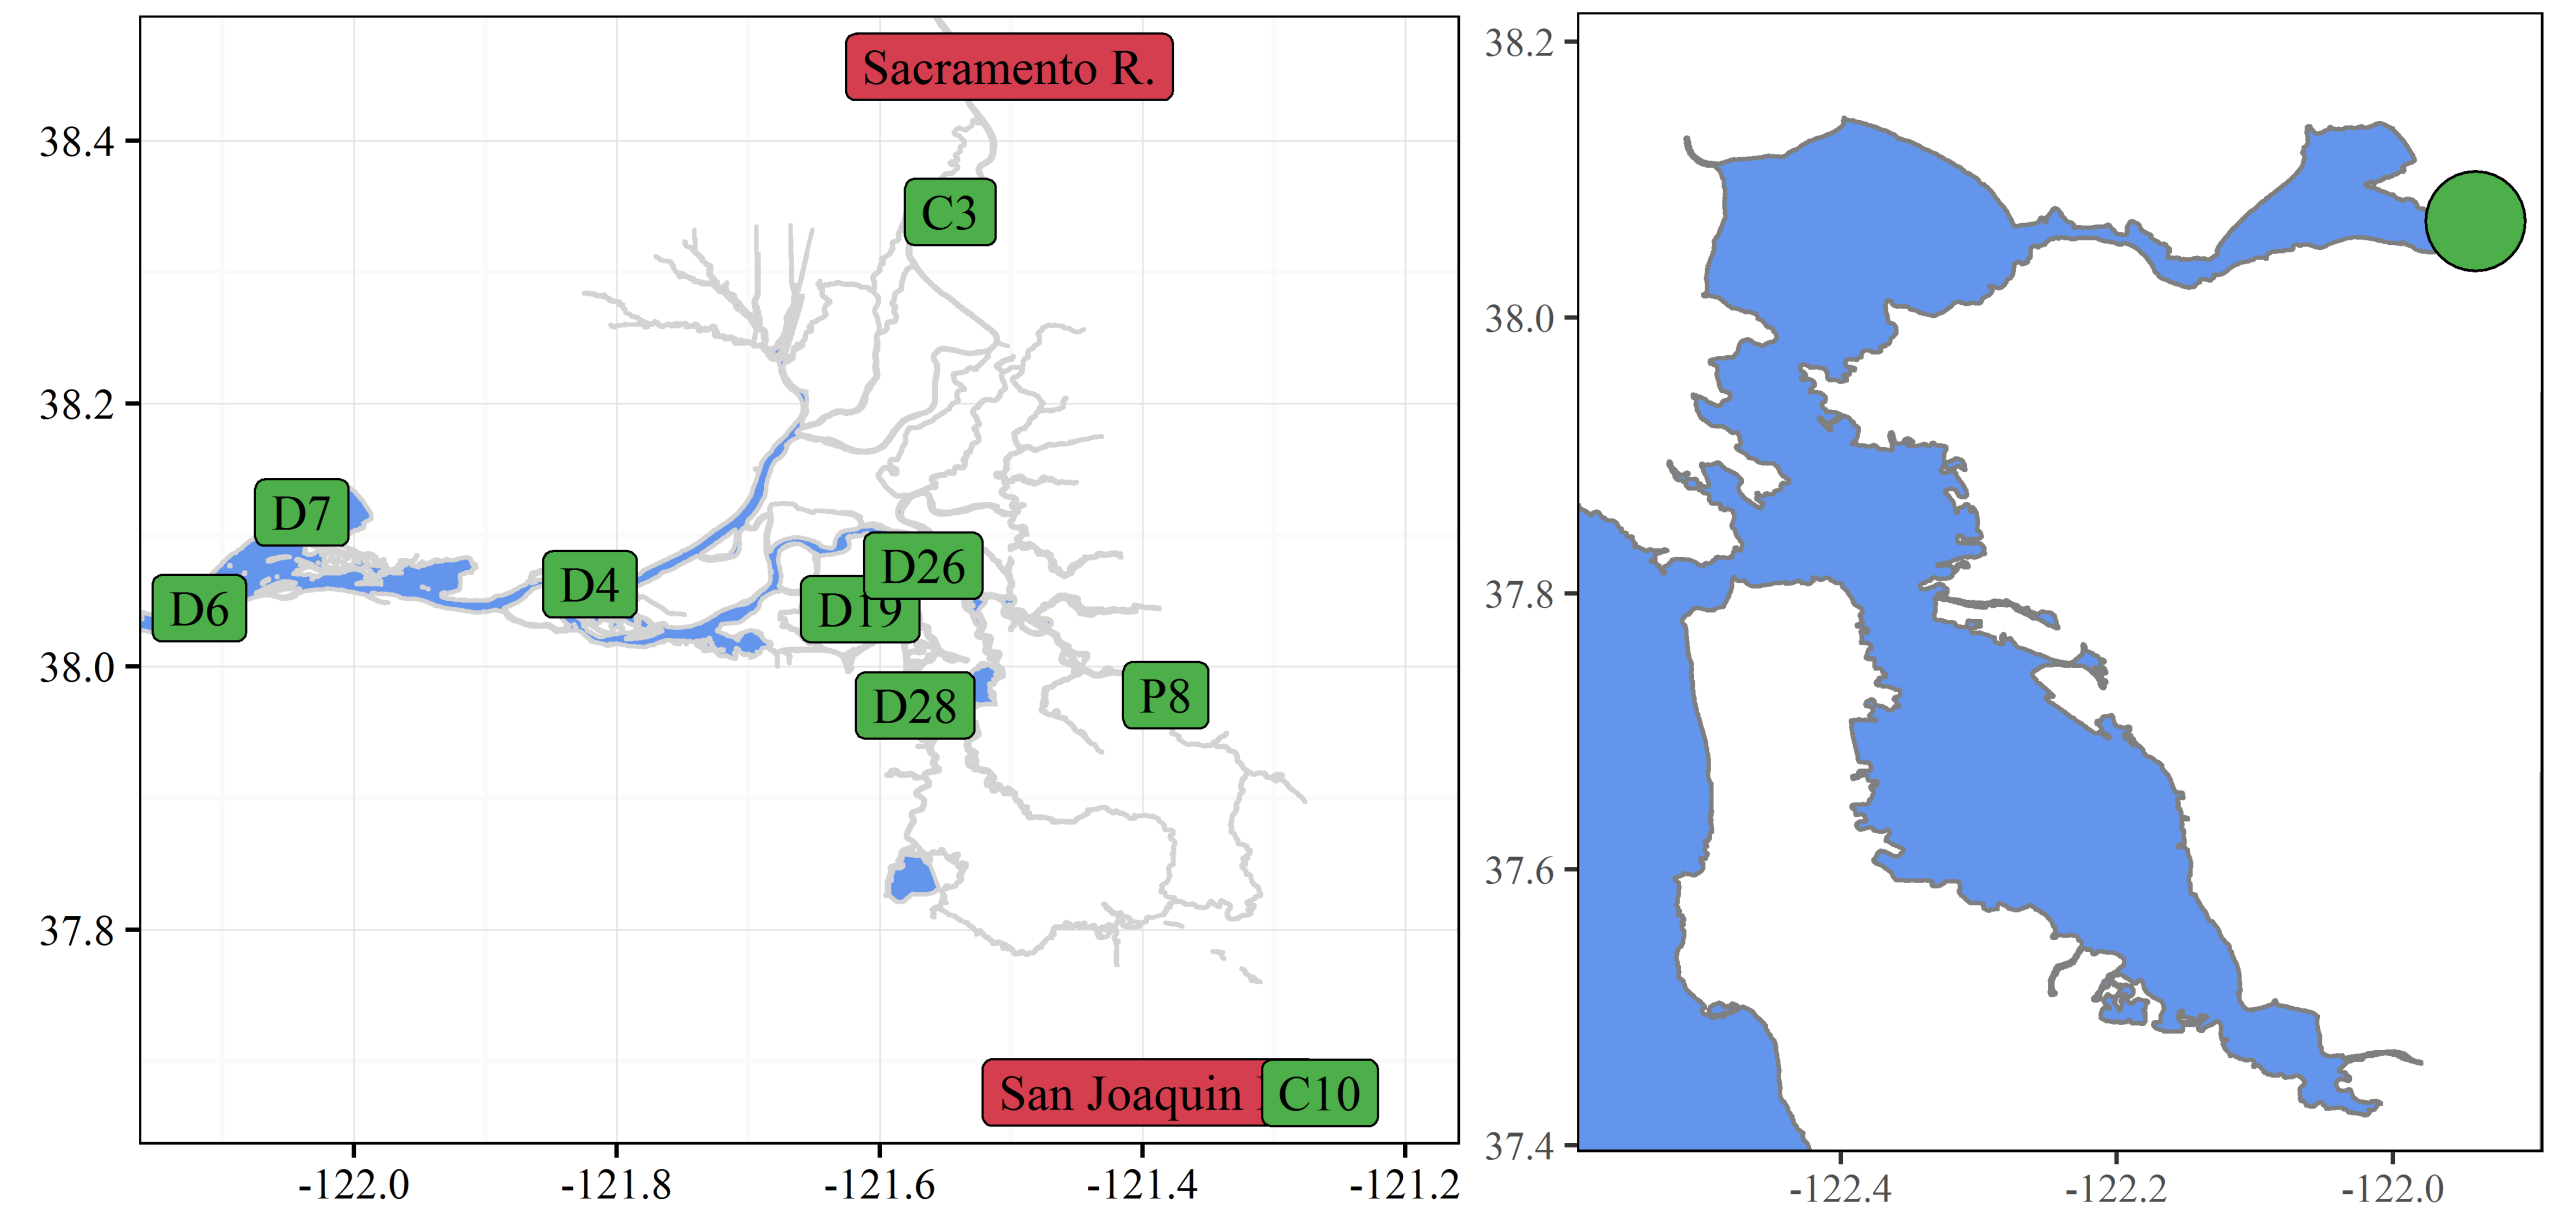 Sacramento R.
38.4
C3
38.2
D7
D26
D4
D19
D6
38.0
D28
P8
37.8
San Joaquin
C10
-122.0 -121.8 -121.6 -121.4 -121.2
38.2
38.0
37.8
37.6
37.4
-122.4 -122.2 -122.0